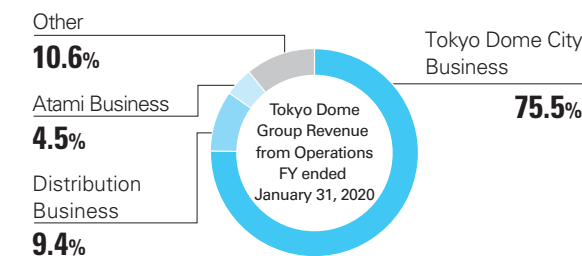 Other
10.6%
Atami Business
4.5%
Distribution
Business
9.4%
Tokyo Dome
Group Revenue
from Operations
FY ended
January 31, 2020
Tokyo Dome City
Business
75.5%